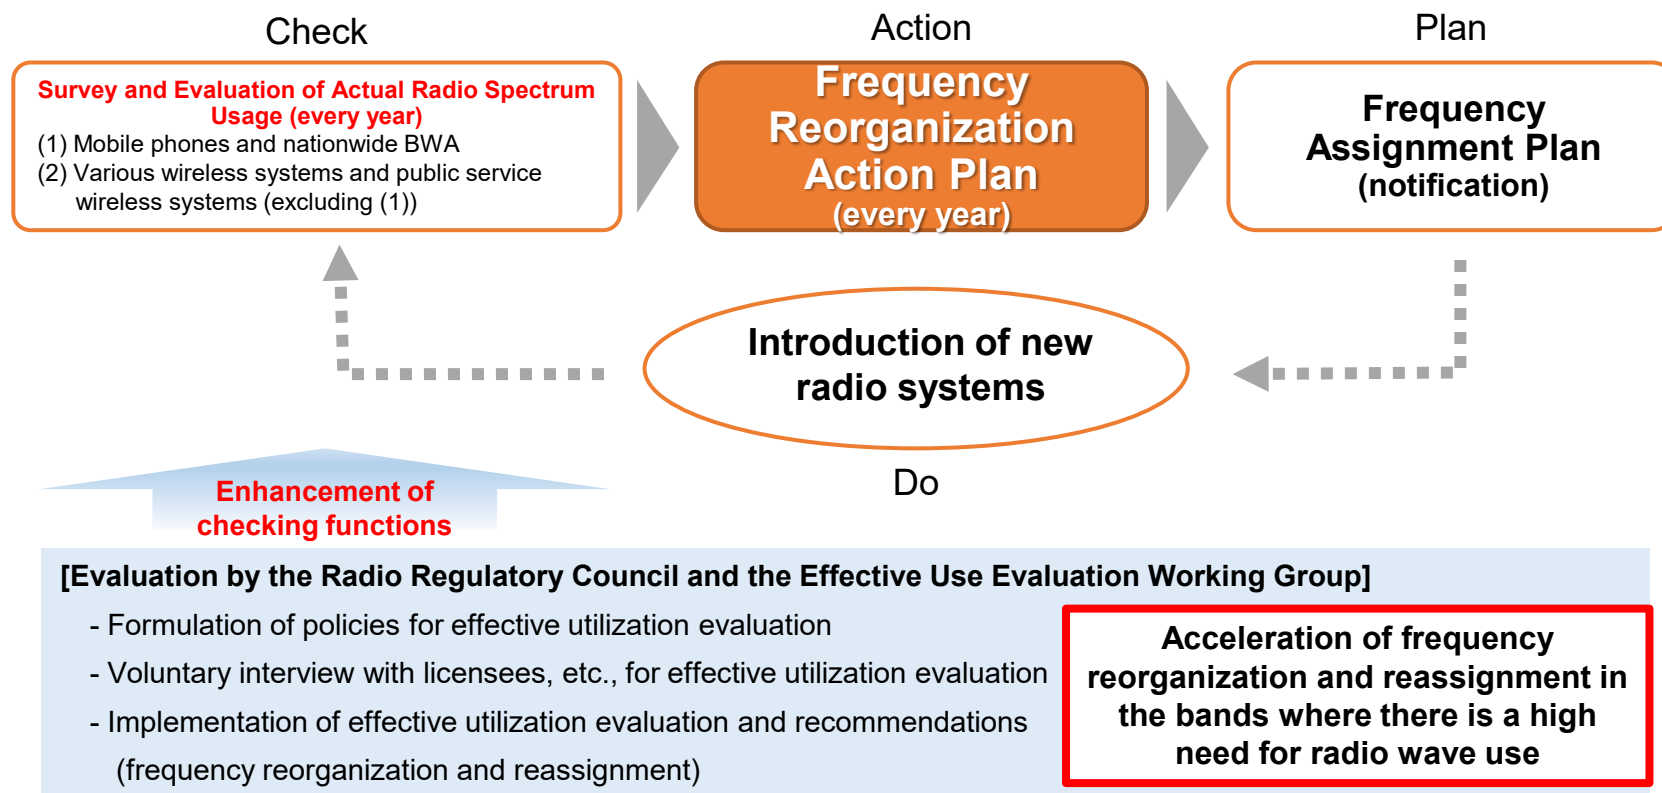 Check
Survey and Evaluation of Actual Radio Spectrum
Usage (every year)
(1) Mobile phones and nationwide BWA
(2) Various wireless systems and public service
wireless systems (excluding (1))
Action
Frequency
Reorganization
Action Plan
(every year)
Plan
Frequency
Assignment Plan
(notification)
Introduction of new
radio systems
Do
Enhancement of
checking functions
[Evaluation by the Radio Regulatory Council and the Effective Use Evaluation Working Group]
- Formulation of policies for effective utilization evaluation
- Voluntary interview with licensees, etc., for effective utilization evaluation
- Implementation of effective utilization evaluation and recommendations
(frequency reorganization and reassignment)
Acceleration of frequency
reorganization and reassignment in
the bands where there is a high
need for radio wave use